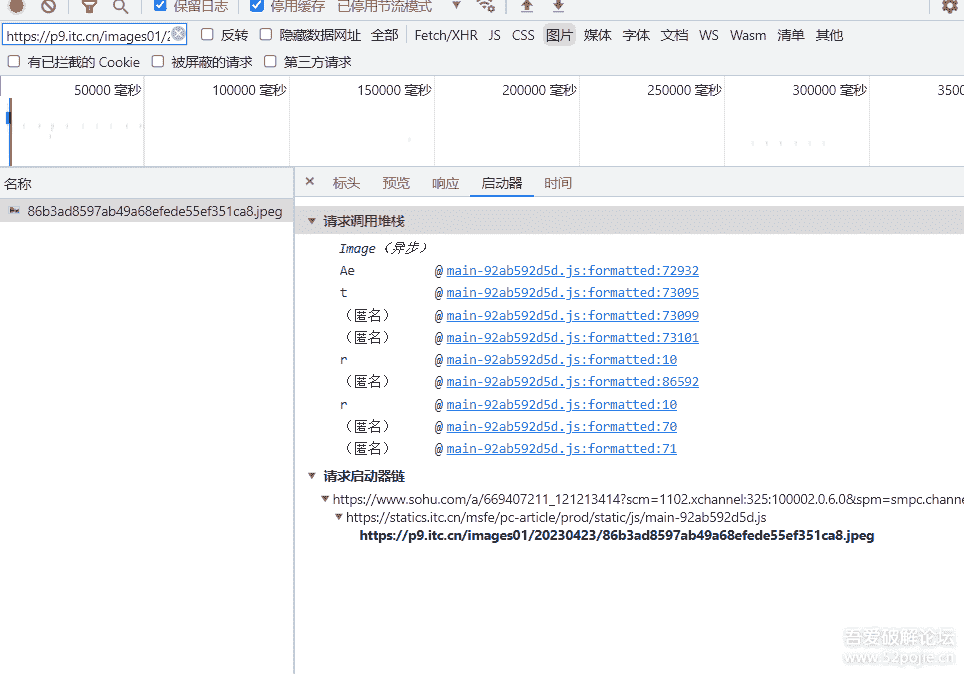 保留日志 停用缓存 已停用节流模式
https://p9.itc.cn/images01/2 反转 隐藏数据网址 全部 Fetch/XHR JS CSS 图片 媒体 字体 文档 WS Wasm 清单 其他
有已拦截的 Cookie 被屏蔽的请求 第三方请求
50000 毫秒 100000 毫秒 150000 毫秒 200000 毫秒 250000 毫秒 300000 毫秒 3500
名称
× 标头 预览 响应 启动器 时间
86b3ad8597ab49a68efede55ef351ca8.jpeg
请求调用堆栈
Image（异步）
Ae @ main-92ab592d5d.js:formatted:72932
t @ main-92ab592d5d.js:formatted:73095
（匿名） @ main-92ab592d5d.js:formatted:73099
（匿名） @ main-92ab592d5d.js:formatted:73101
r @ main-92ab592d5d.js:formatted:10
（匿名） @ main-92ab592d5d.js:formatted:86592
r @ main-92ab592d5d.js:formatted:10
（匿名） @ main-92ab592d5d.js:formatted:70
（匿名） @ main-92ab592d5d.js:formatted:71
请求启动器链
https://www.sohu.com/a/669407211_121213414?scm=1102.xchannel:325:100002.0.6.0&spm=smpc.channe
https://statics.itc.cn/msfe/pc-article/prod/static/js/main-92ab592d5d.js
https://p9.itc.cn/images01/20230423/86b3ad8597ab49a68efede55ef351ca8.jpeg
吾爱破解论坛
www.52pojie.cn